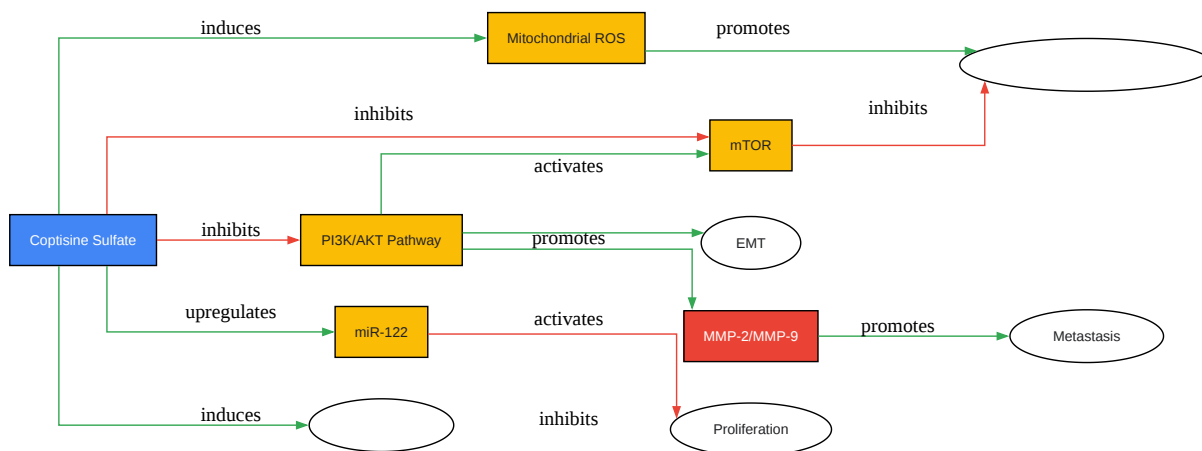 induces
Mitochondrial ROS
promotes
inhibits
inhibits
mTOR
activates
Coptisine Sulfate
inhibits
PI3K/AKT Pathway
promotes
EMT
upregulates
miR-122
activates
MMP-2/MMP-9
promotes
Metastasis
induces
inhibits
Proliferation